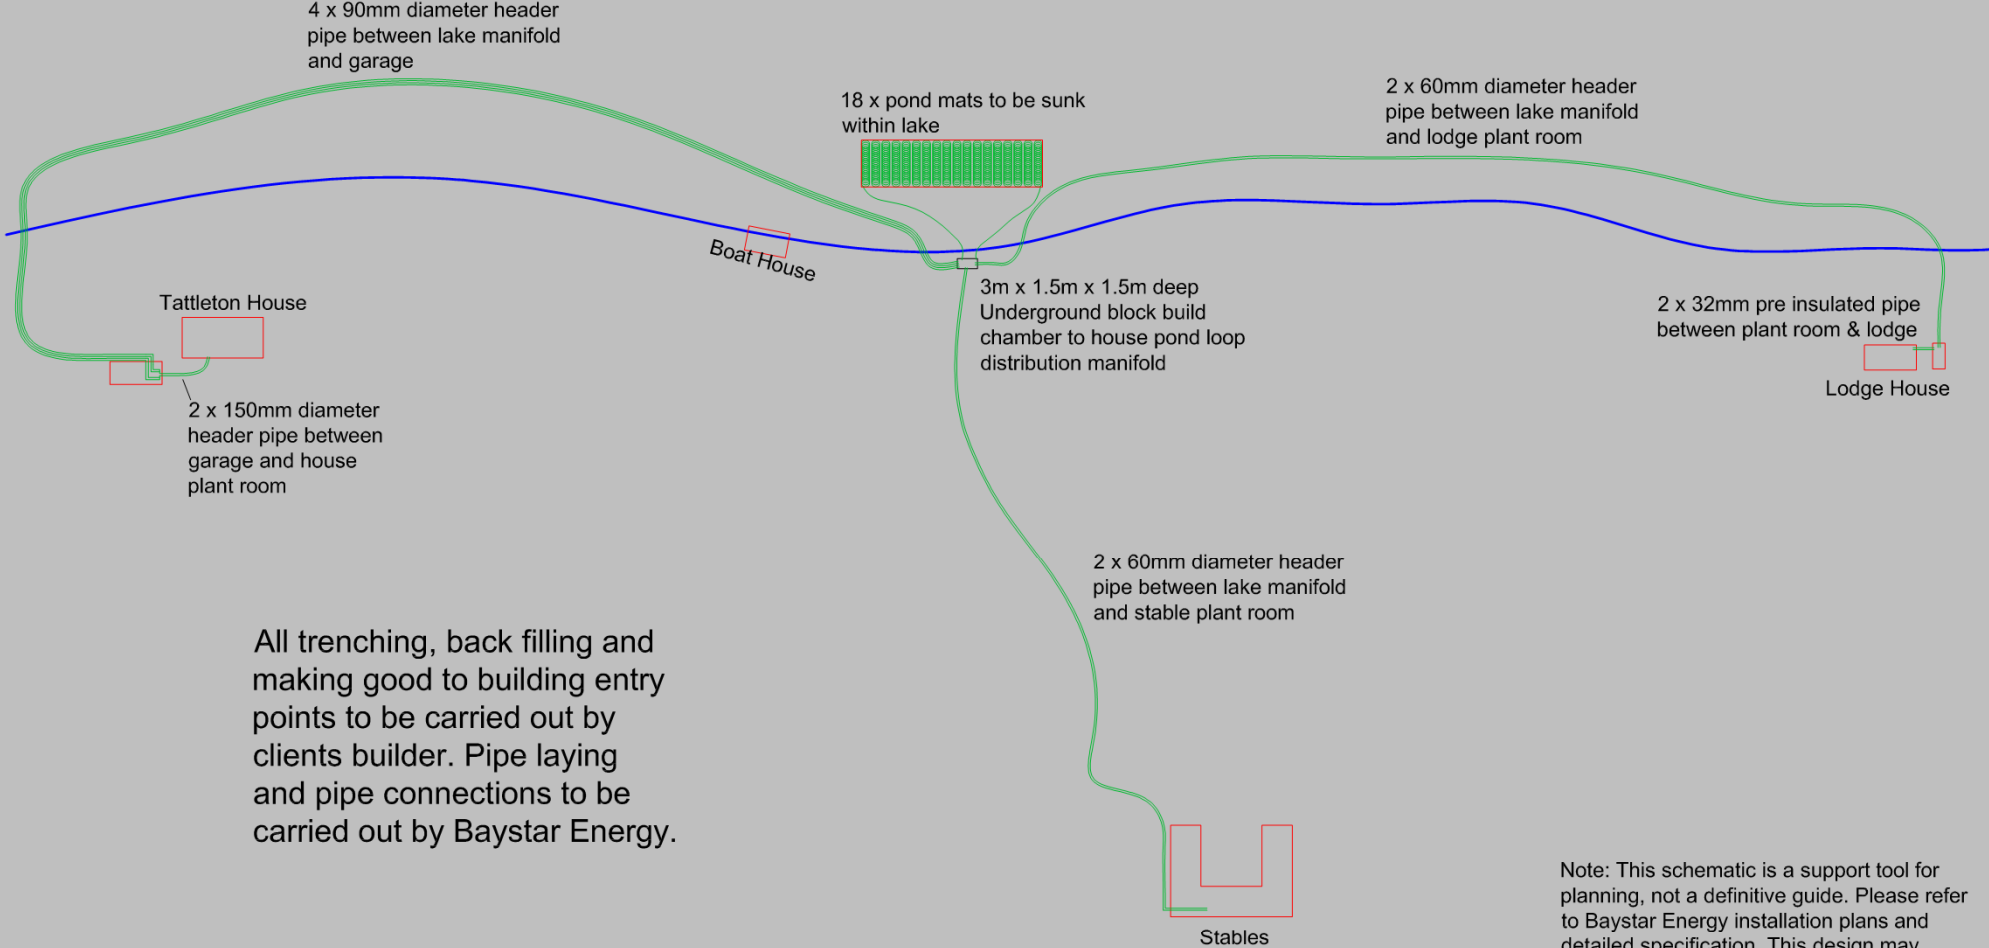 4 x 90mm diameter header
pipe between lake manifold
and garage
18 x pond mats to be sunk
within lake
2 x 60mm diameter header
pipe between lake manifold
and lodge plant room
Boat House
3m x 1.5m x 1.5m deep
Underground block build
chamber to house pond loop
distribution manifold
Tattleton House
2 x 32mm pre insulated pipe
between plant room & lodge
Lodge House
2 x 150mm diameter
header pipe between
garage and house
plant room
2 x 60mm diameter header
pipe between lake manifold
and stable plant room
All trenching, back filling and
making good to building entry
points to be carried out by
clients builder. Pipe laying
and pipe connections to be
carried out by Baystar Energy.
Stables
Note: This schematic is a support tool for
planning, not a definitive guide. Please refer
to Baystar Energy installation plans and
detailed specification. This design may